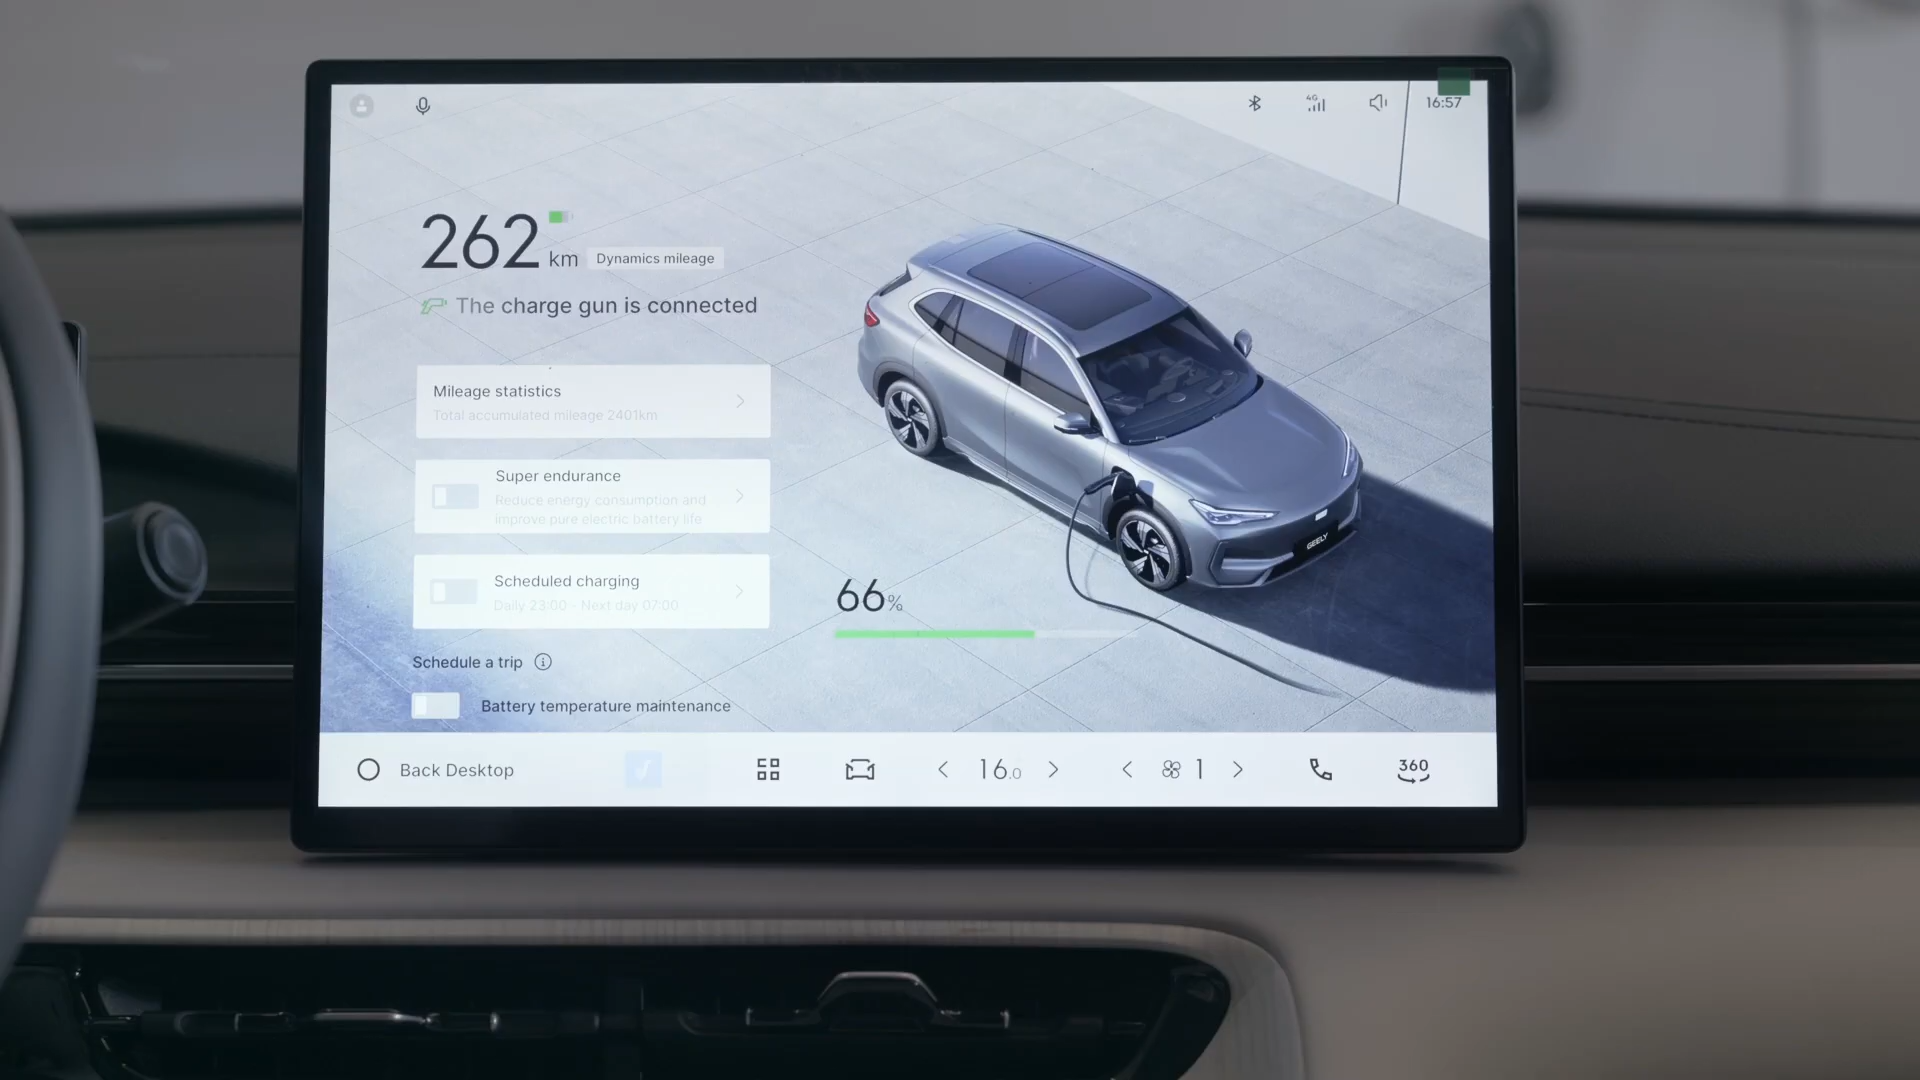 4G
16:57
262 km Dynamics mileage
The charge gun is connected
Mileage statistics
Total accumulated mileage 2401km
Super endurance
Reduce energy consumption and
improve pure electric battery life
Scheduled charging
Daily 23:00 - Next day 07:00
66%
GEELY
Schedule a trip
Battery temperature maintenance
Back Desktop
16.0
1
360